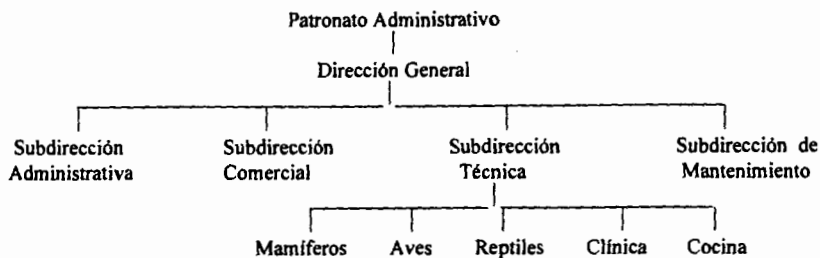 Patronato Administrativo
Dirección General
Subdirección Administrativa
Subdirección Comercial
Subdirección Técnica
Subdirección de Mantenimiento
Mamíferos Aves Reptiles Clínica Cocina